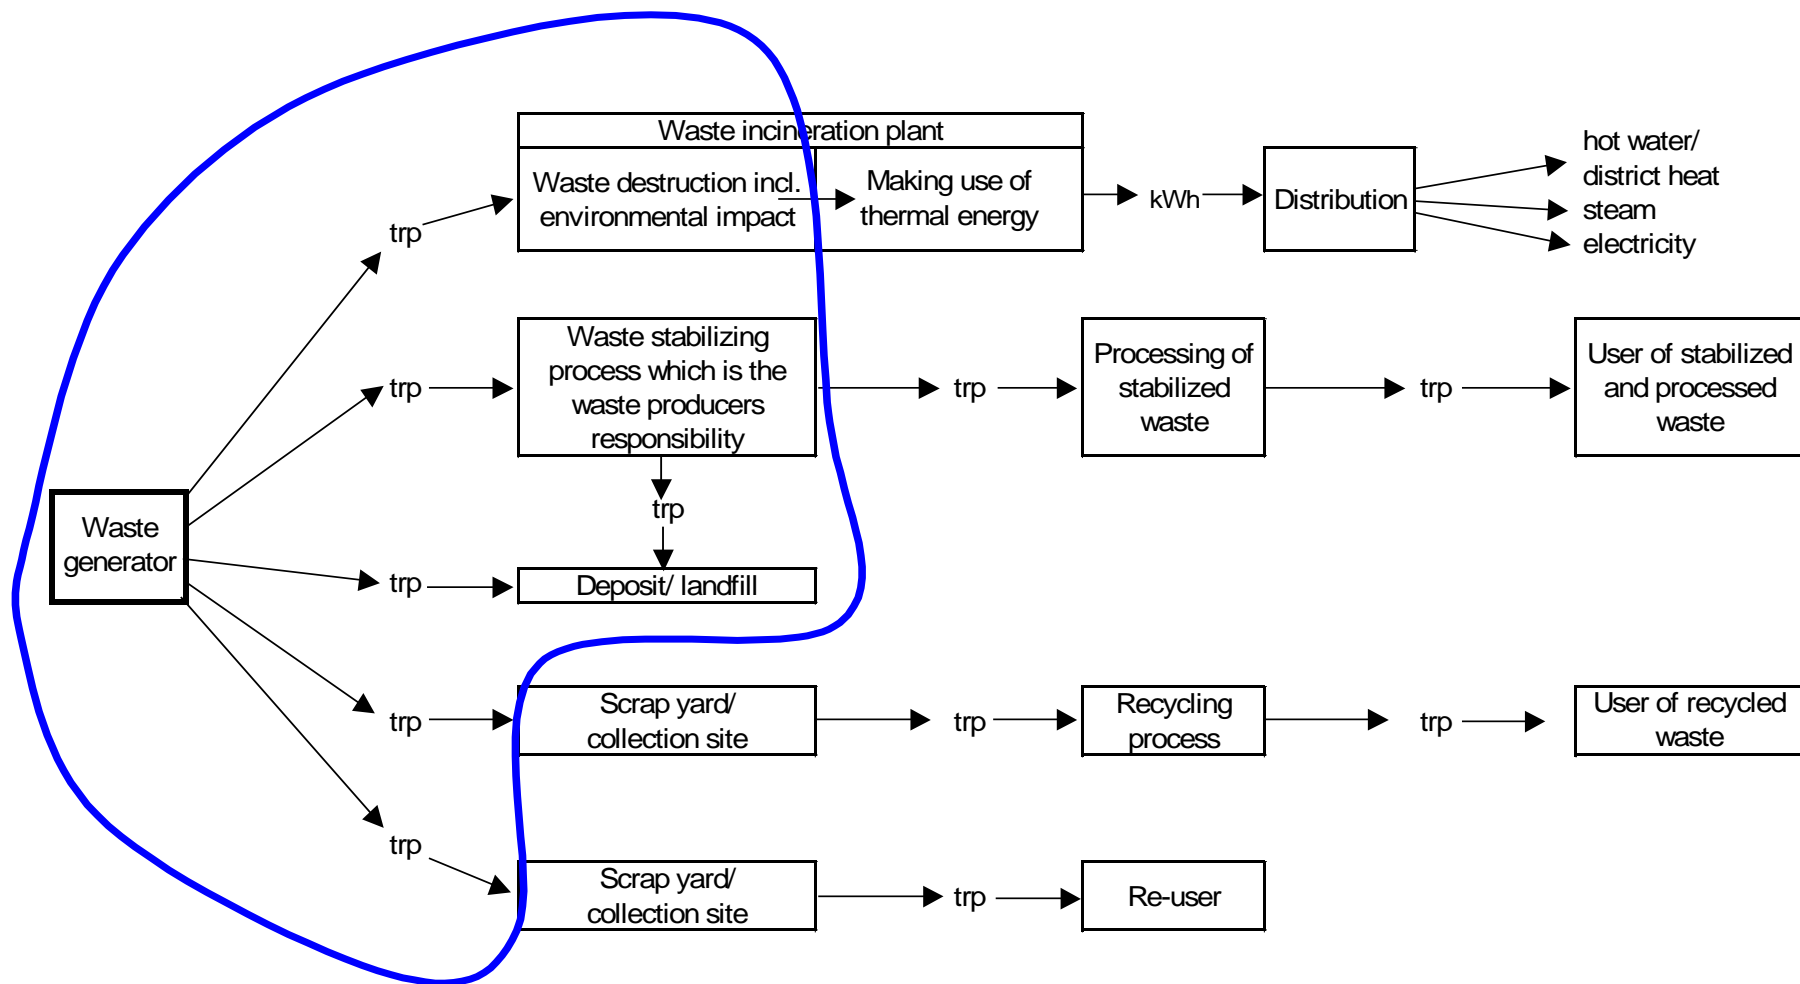 Waste incineration plant
Waste destruction incl.
environmental impact
Making use of
thermal energy
trp
kWh
Distribution
hot water/
district heat
steam
electricity
trp
Waste stabilizing
process which is the
waste producers
responsibility
trp
Processing of
stabilized
waste
trp
User of stabilized
and processed
waste
trp
Waste
generator
trp
Deposit/ landfill
trp
Scrap yard/
collection site
trp
Recycling
process
trp
User of recycled
waste
trp
Scrap yard/
collection site
trp
Re-user